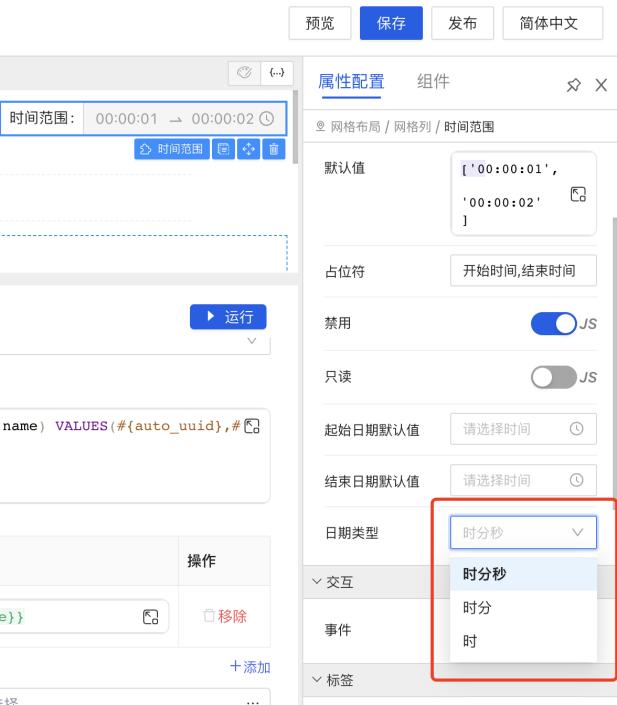 预览 保存 发布 简体中文
{...}
属性配置 组件
时间范围: 00:00:01 → 00:00:02
网格布局 / 网格列 / 时间范围
时间范围
默认值
['00:00:01',
'00:00:02'
]
占位符 开始时间,结束时间
运行
禁用 JS
只读 JS
name) VALUES(#{auto_uuid},#
起始日期默认值 请选择时间
结束日期默认值 请选择时间
日期类型 时分秒
操作
时分秒
交互
时分
e}} 移除
事件
时
+添加
标签
选择 ...